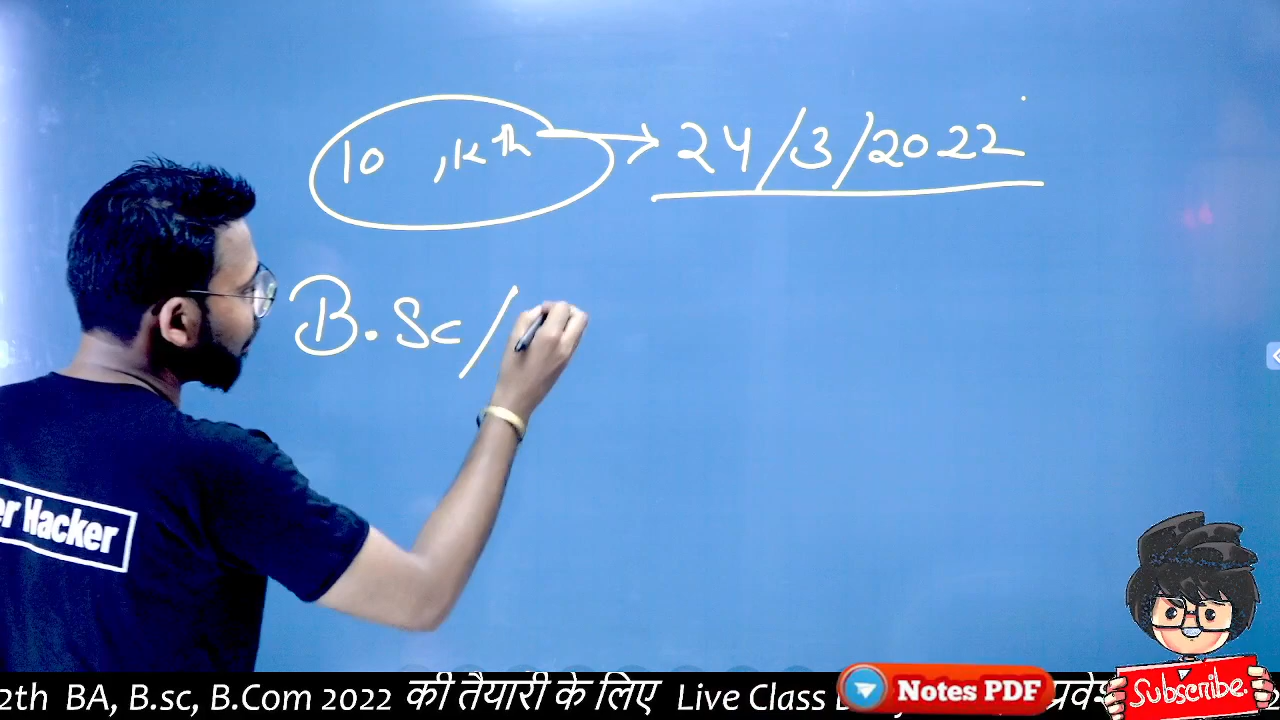 10 ,12th → 24/3/2022
B.Sc /
er Hacker
2th BA, B.sc, B.Com 2022 की तैयारी के लिए Live Class
Notes PDF
Subscribe.